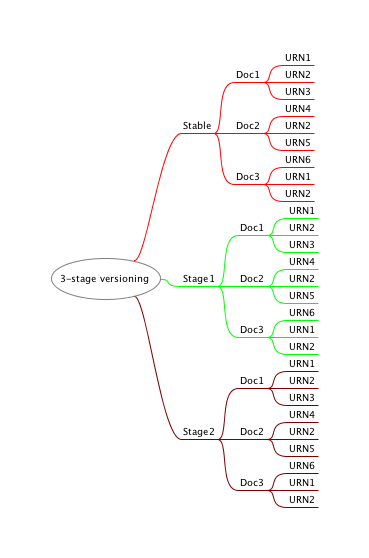 3-stage versioning
Stable
Doc1
URN1
URN2
URN3
Doc2
URN4
URN2
URN5
Doc3
URN6
URN1
URN2
Stage1
Doc1
URN1
URN2
URN3
Doc2
URN4
URN2
URN5
Doc3
URN6
URN1
URN2
Stage2
Doc1
URN1
URN2
URN3
Doc2
URN4
URN2
URN5
Doc3
URN6
URN1
URN2